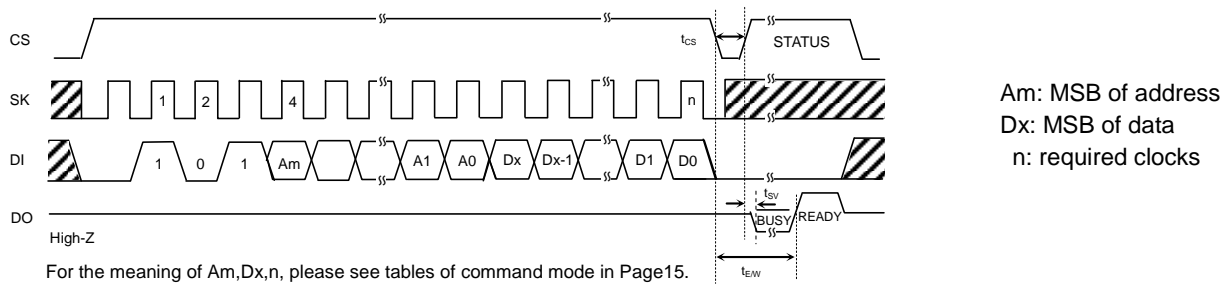 CS
tCS
STATUS
SK
1 2 4 n
DI
1 0 1 Am A1 A0 Dx Dx-1 D1 D0
tSV
DO
BUSY READY
High-Z
tE/W
For the meaning of Am,Dx,n, please see tables of command mode in Page15.
Am: MSB of address
Dx: MSB of data
n: required clocks